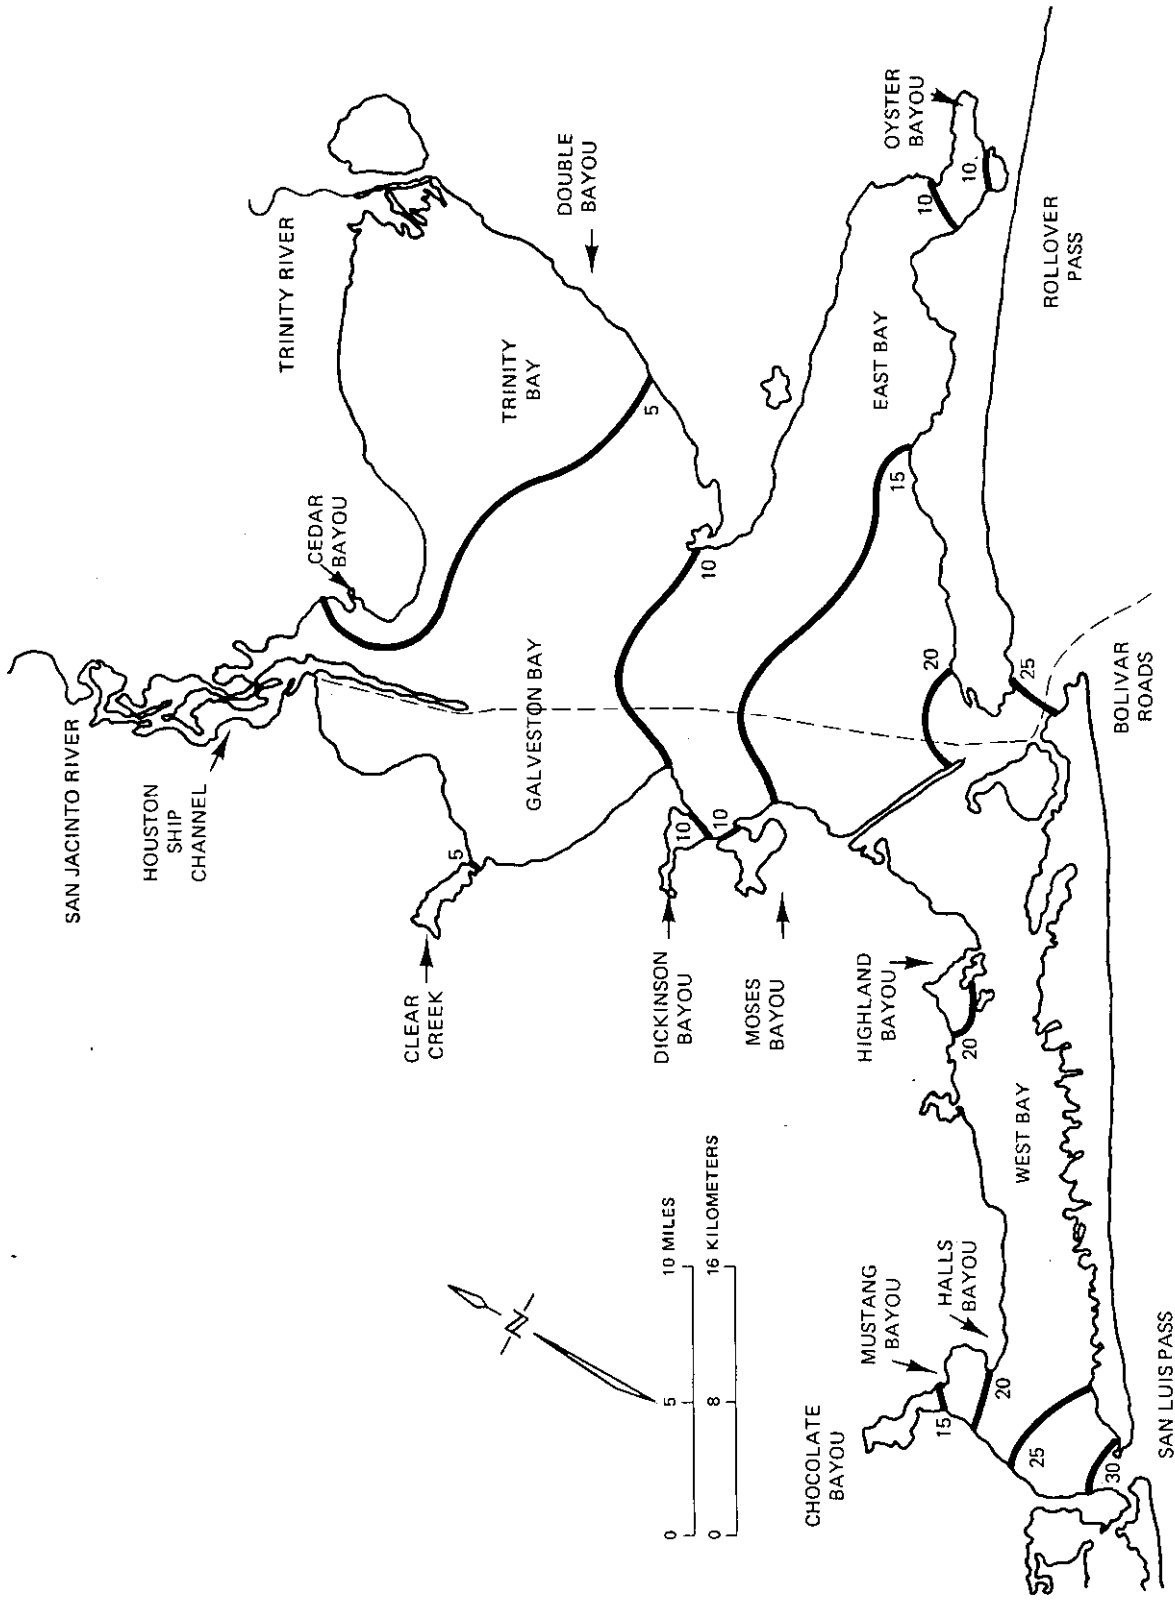 SAN JACINTO RIVER
HOUSTON
SHIP
CHANNEL
CEDAR
BAYOU
TRINITY RIVER
TRINITY
BAY
DOUBLE
BAYOU
5
OYSTER
BAYOU
10
10
ROLLOVER
PASS
EAST BAY
15
CLEAR
CREEK
5
GALVESTON BAY
10
DICKINSON
BAYOU
10
MOSES
BAYOU
10
20
25
BOLIVAR
ROADS
HIGHLAND
BAYOU
20
WEST BAY
MUSTANG
BAYOU
HALLS
BAYOU
CHOCOLATE
BAYOU
15
20
25
30
SAN LUIS PASS
N
0 5 10 MILES
0 8 16 KILOMETERS